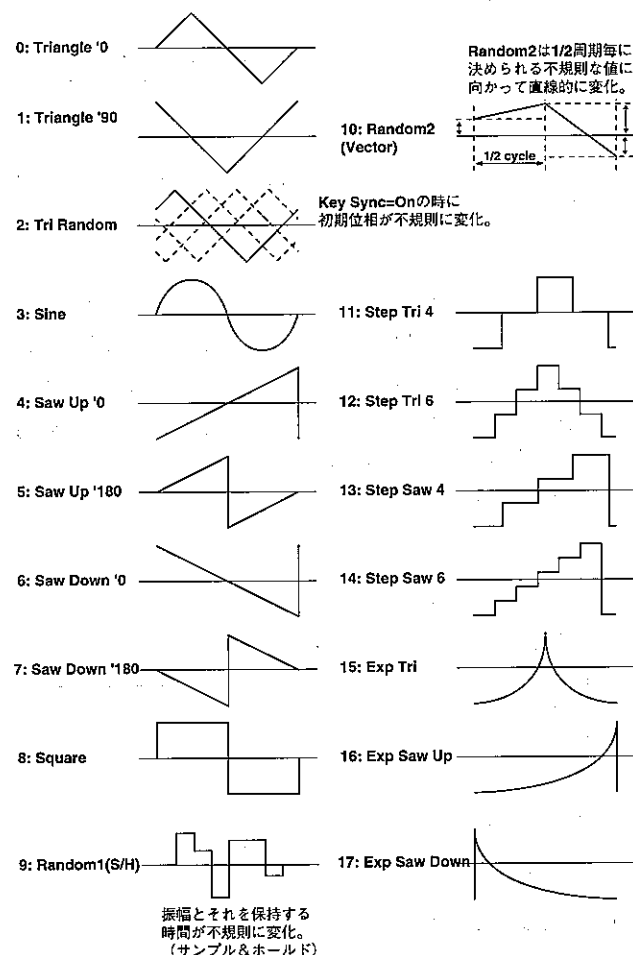 0: Triangle '0
1: Triangle '90
2: Tri Random
Key Sync=Onの時に
初期位相が不規則に変化。
3: Sine
4: Saw Up '0
5: Saw Up '180
6: Saw Down '0
7: Saw Down '180
8: Square
9: Random1(S/H)
振幅とそれを保持する
時間が不規則に変化。
(サンプル&ホールド)
Random2は1/2周期毎に
決められる不規則な値に
向かって直線的に変化。
10: Random2
(Vector)
1/2 cycle
11: Step Tri 4
12: Step Tri 6
13: Step Saw 4
14: Step Saw 6
15: Exp Tri
16: Exp Saw Up
17: Exp Saw Down